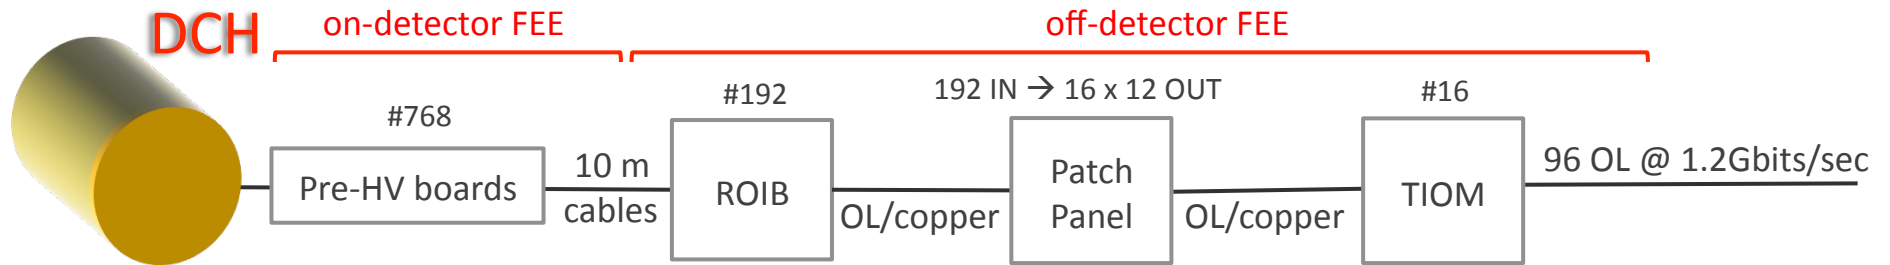 DCH
on-detector FEE
off-detector FEE
#768
#192
192 IN → 16 x 12 OUT
#16
Pre-HV boards
10 m
cables
ROIB
OL/copper
Patch
Panel
OL/copper
TIOM
96 OL @ 1.2Gbits/sec